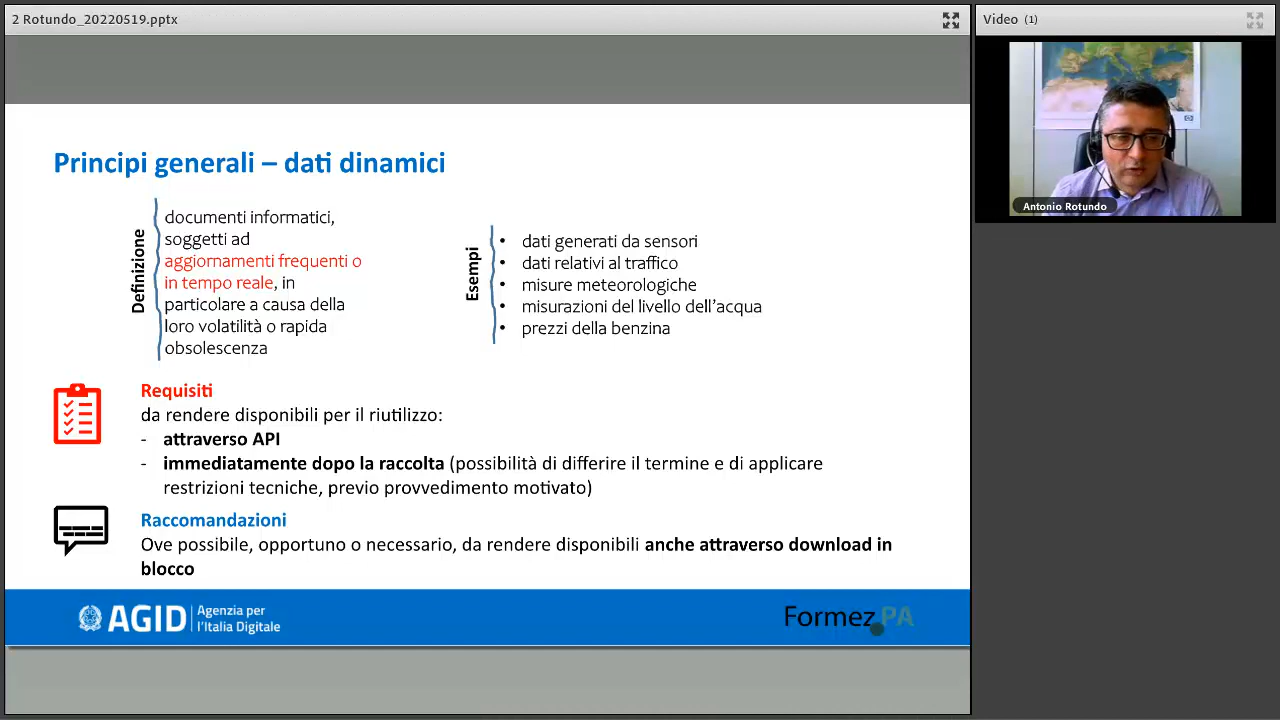 2 Rotundo_20220519.pptx
Video (1)
Antonio Rotundo
Principi generali – dati dinamici
Definizione
documenti informatici,
soggetti ad
aggiornamenti frequenti o
in tempo reale, in
particolare a causa della
loro volatilità o rapida
obsolescenza
Esempi
• dati generati da sensori
• dati relativi al traffico
• misure meteorologiche
• misurazioni del livello dell’acqua
• prezzi della benzina
Requisiti
da rendere disponibili per il riutilizzo:
- attraverso API
- immediatamente dopo la raccolta (possibilità di differire il termine e di applicare
restrizioni tecniche, previo provvedimento motivato)
Raccomandazioni
Ove possibile, opportuno o necessario, da rendere disponibili anche attraverso download in
blocco
AGID
Agenzia per
l’Italia Digitale
Formez PA